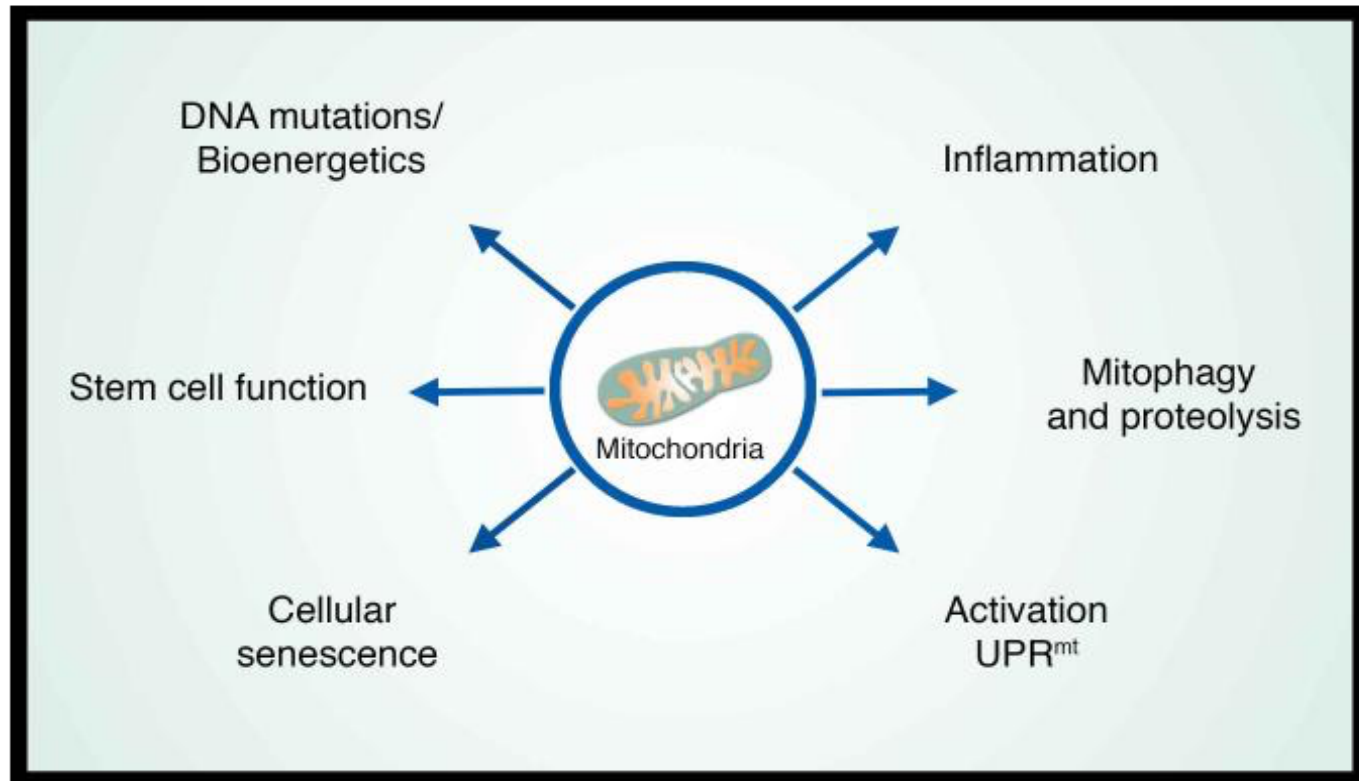 DNA mutations/
Bioenergetics
Inflammation
Stem cell function
Mitochondria
Mitophagy
and proteolysis
Cellular
senescence
Activation
UPRᵐᵗ